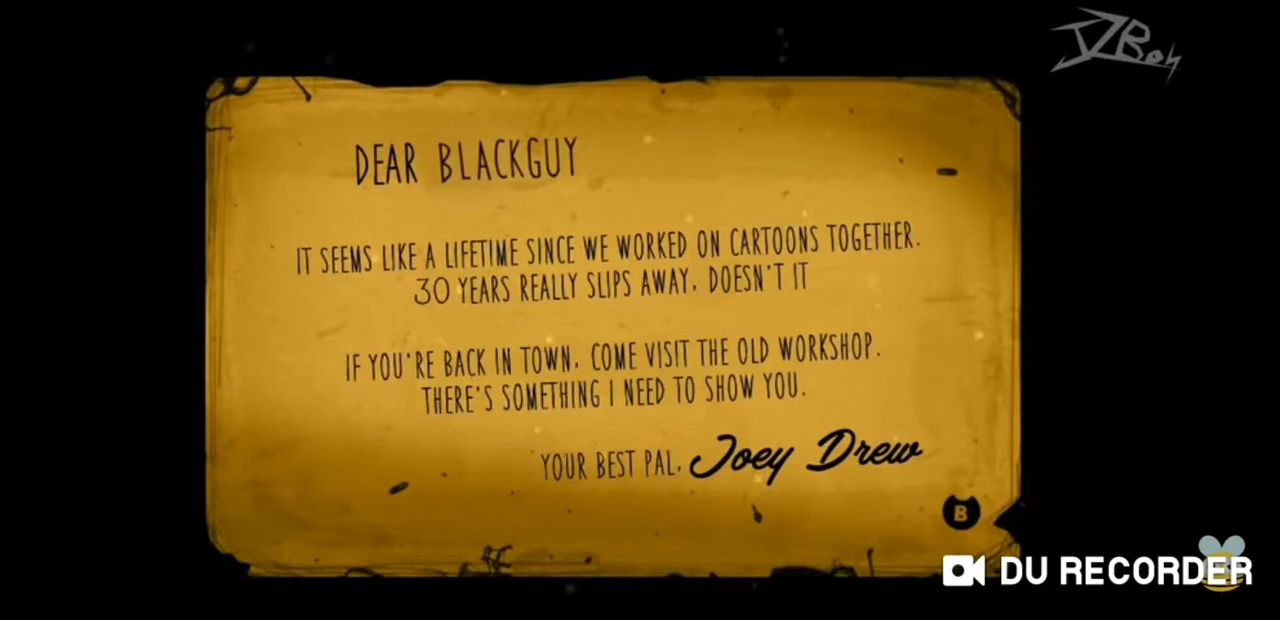 JZBoy
DEAR BLACKGUY
IT SEEMS LIKE A LIFETIME SINCE WE WORKED ON CARTOONS TOGETHER.
30 YEARS REALLY SLIPS AWAY, DOESN'T IT
IF YOU'RE BACK IN TOWN, COME VISIT THE OLD WORKSHOP.
THERE'S SOMETHING I NEED TO SHOW YOU.
YOUR BEST PAL, Joey Drew
B
DU RECORDER